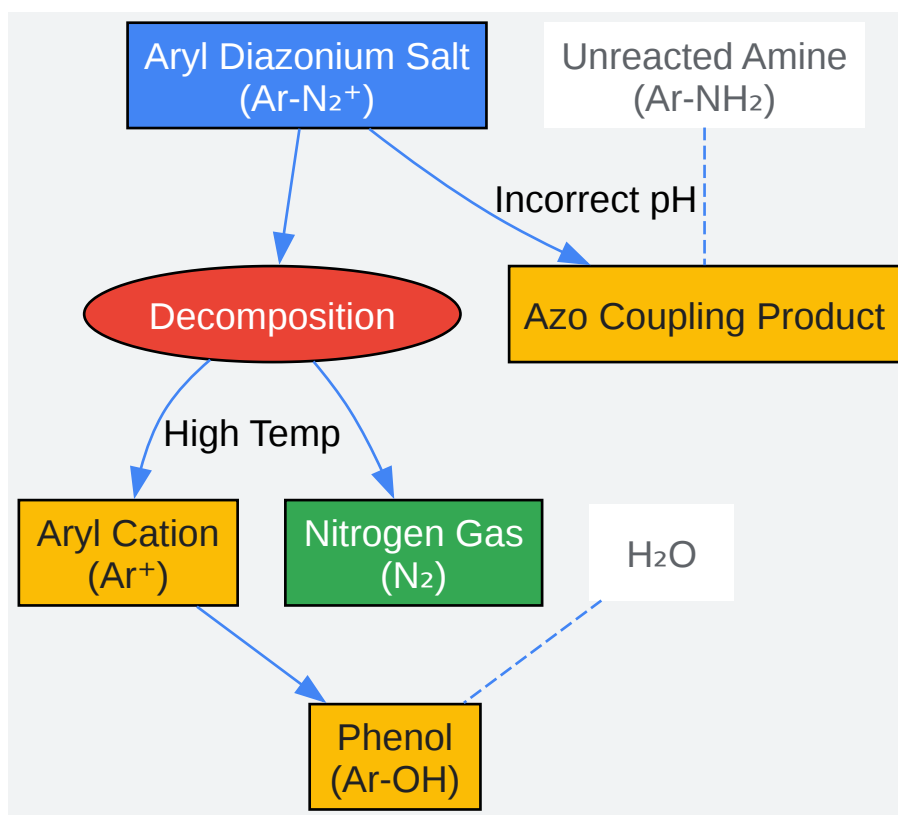 Aryl Diazonium Salt
(Ar-N₂⁺)
Unreacted Amine
(Ar-NH₂)
Incorrect pH
Decomposition
Azo Coupling Product
High Temp
Aryl Cation
(Ar⁺)
Nitrogen Gas
(N₂)
H₂O
Phenol
(Ar-OH)